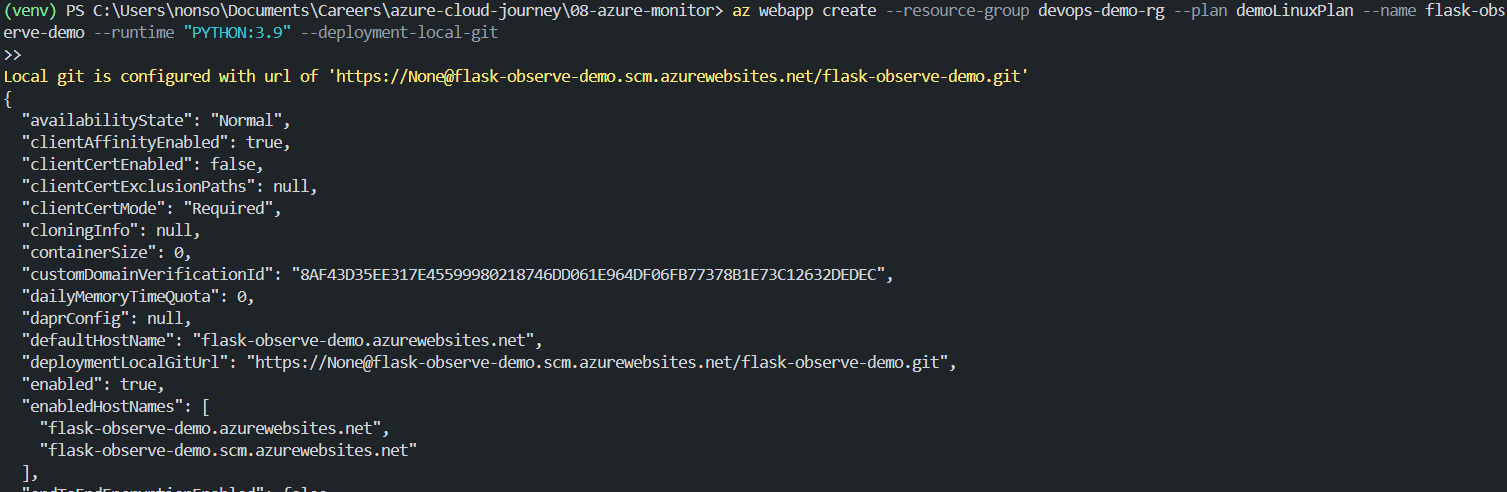 (venv) PS C:\Users\nonso\Documents\Careers\azure-cloud-journey\08-azure-monitor> az webapp create --resource-group devops-demo-rg --plan demoLinuxPlan --name flask-obs
erve-demo --runtime "PYTHON:3.9" --deployment-local-git
>>
Local git is configured with url of 'https://None@flask-observe-demo.scm.azurewebsites.net/flask-observe-demo.git'
{
  "availabilityState": "Normal",
  "clientAffinityEnabled": true,
  "clientCertEnabled": false,
  "clientCertExclusionPaths": null,
  "clientCertMode": "Required",
  "cloningInfo": null,
  "containerSize": 0,
  "customDomainVerificationId": "8AF43D35EE317E45599980218746DD061E964DF06FB77378B1E73C12632DEDEC",
  "dailyMemoryTimeQuota": 0,
  "daprConfig": null,
  "defaultHostName": "flask-observe-demo.azurewebsites.net",
  "deploymentLocalGitUrl": "https://None@flask-observe-demo.scm.azurewebsites.net/flask-observe-demo.git",
  "enabled": true,
  "enabledHostNames": [
    "flask-observe-demo.azurewebsites.net",
    "flask-observe-demo.scm.azurewebsites.net"
  ],